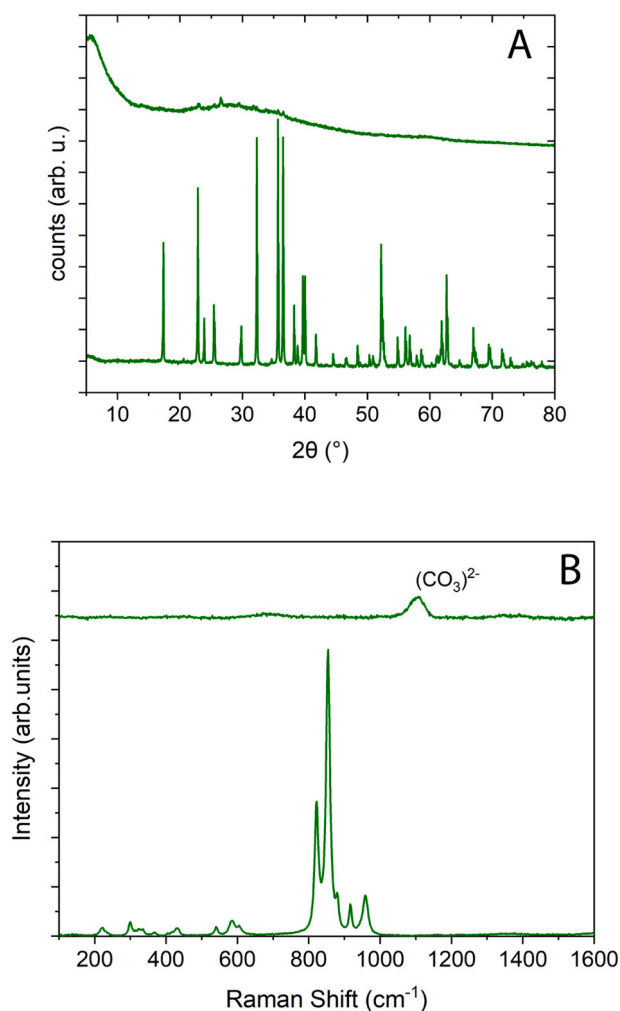 A
counts (arb. u.)
10 20 30 40 50 60 70 80
2θ (°)
B
(CO₃)²⁻
Intensity (arb.units)
200 400 600 800 1000 1200 1400 1600
Raman Shift (cm⁻¹)